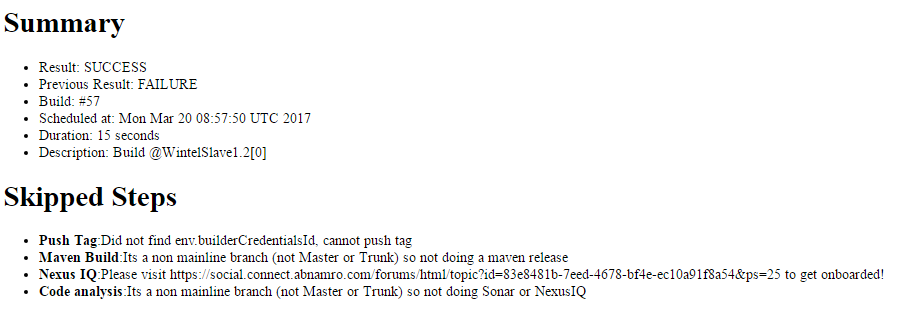 Summary
Result: SUCCESS
Previous Result: FAILURE
Build: #57
Scheduled at: Mon Mar 20 08:57:50 UTC 2017
Duration: 15 seconds
Description: Build @WintelSlave1.2[0]
Skipped Steps
Push Tag:Did not find env.builderCredentialsId, cannot push tag
Maven Build:Its a non mainline branch (not Master or Trunk) so not doing a maven release
Nexus IQ:Please visit https://social.connect.abnamro.com/forums/html/topic?id=83e8481b-7eed-4678-bf4e-ec10a91f8a54&ps=25 to get onboarded!
Code analysis:Its a non mainline branch (not Master or Trunk) so not doing Sonar or NexusIQ